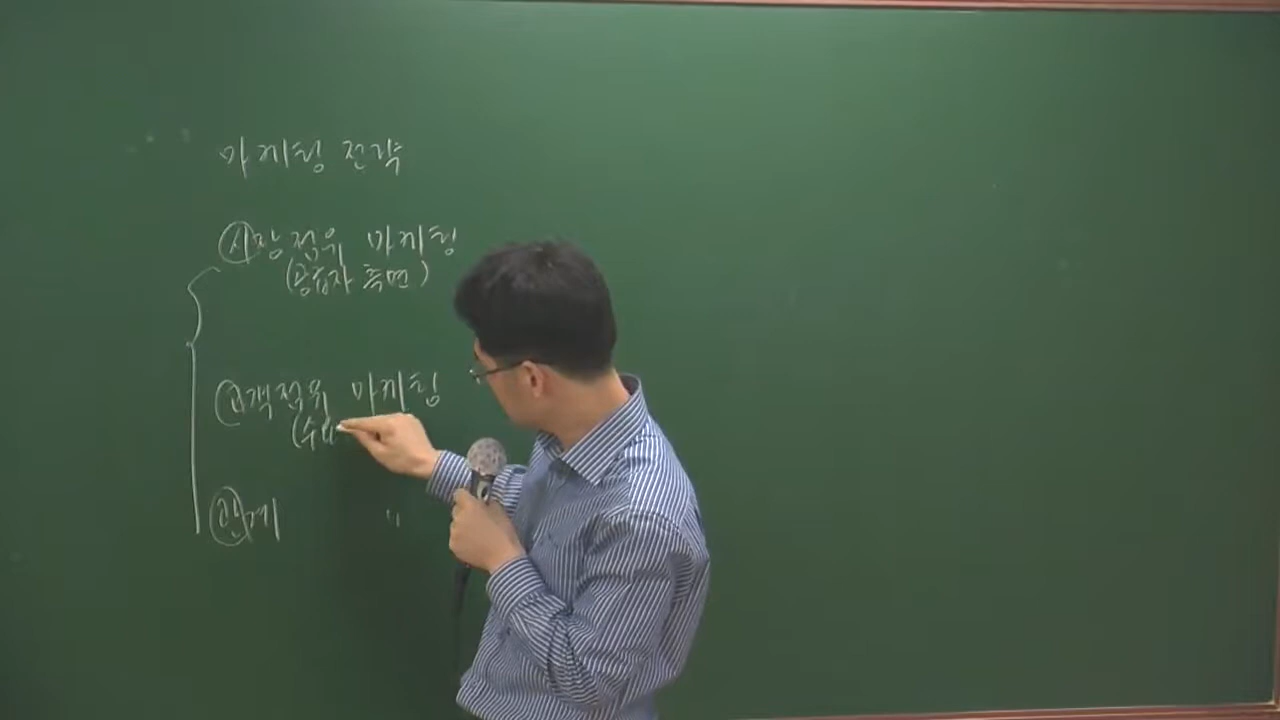 마케팅 전략
시장점유 마케팅
(공급자 측면)
고객점유 마케팅
(수요
관계 "